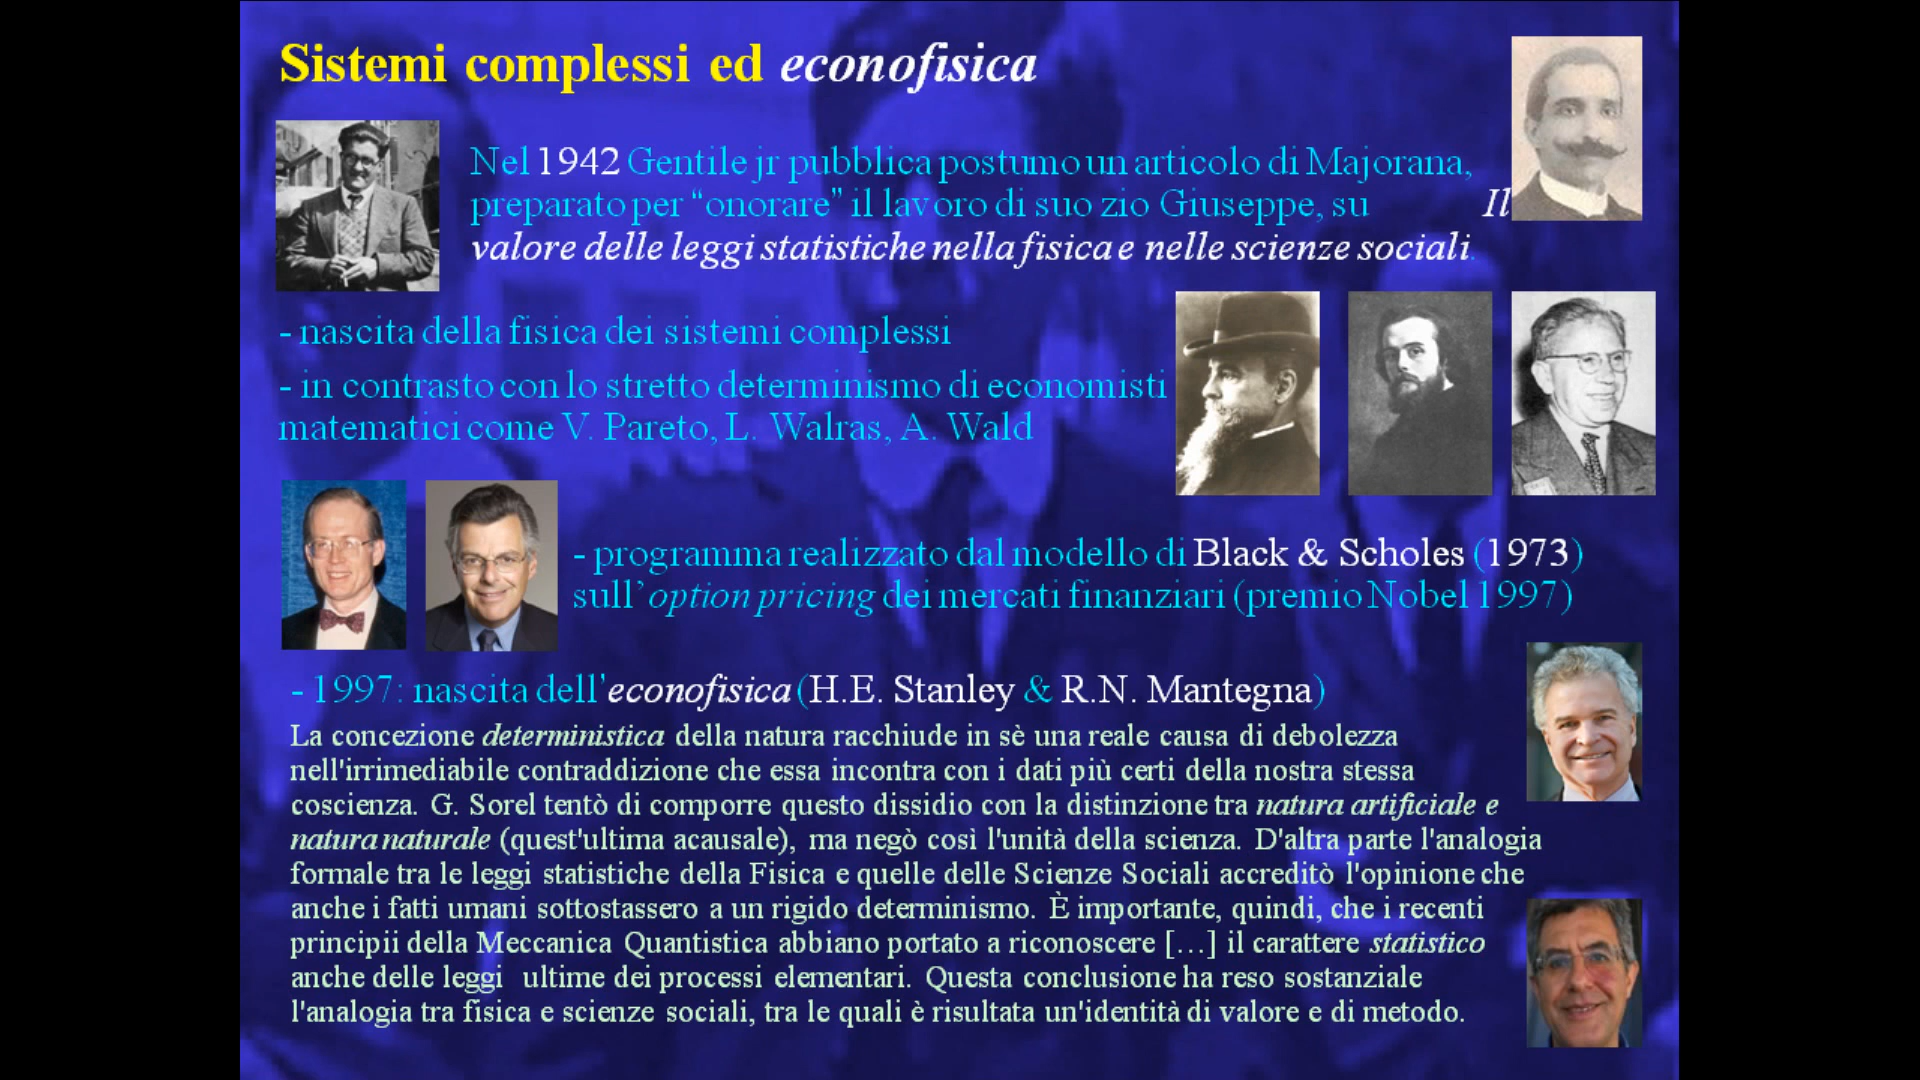 Sistemi complessi ed econofisica
Nel 1942 Gentile jr pubblica postumo un articolo di Majorana,
preparato per “onorare” il lavoro di suo zio Giuseppe, su Il
valore delle leggi statistiche nella fisica e nelle scienze sociali.
- nascita della fisica dei sistemi complessi
- in contrasto con lo stretto determinismo di economisti
matematici come V. Pareto, L. Walras, A. Wald
- programma realizzato dal modello di Black & Scholes (1973)
sull’option pricing dei mercati finanziari (premio Nobel 1997)
- 1997: nascita dell'econofisica (H.E. Stanley & R.N. Mantegna)
La concezione deterministica della natura racchiude in sè una reale causa di debolezza
nell'irrimediabile contraddizione che essa incontra con i dati più certi della nostra stessa
coscienza. G. Sorel tentò di comporre questo dissidio con la distinzione tra natura artificiale e
natura naturale (quest'ultima acausale), ma negò così l'unità della scienza. D'altra parte l'analogia
formale tra le leggi statistiche della Fisica e quelle delle Scienze Sociali accreditò l'opinione che
anche i fatti umani sottostassero a un rigido determinismo. È importante, quindi, che i recenti
principii della Meccanica Quantistica abbiano portato a riconoscere […] il carattere statistico
anche delle leggi ultime dei processi elementari. Questa conclusione ha reso sostanziale
l'analogia tra fisica e scienze sociali, tra le quali è risultata un'identità di valore e di metodo.